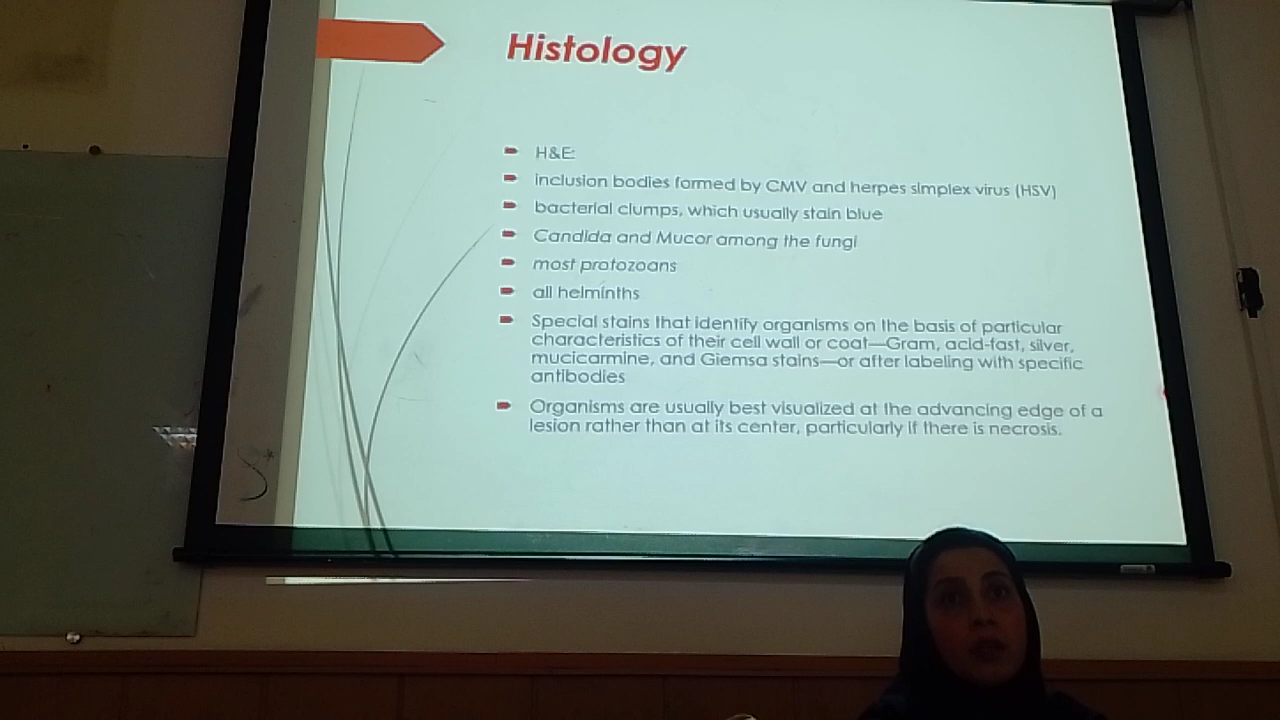 Histology
H&E:
inclusion bodies formed by CMV and herpes simplex virus (HSV)
bacterial clumps, which usually stain blue
Candida and Mucor among the fungi
most protozoans
all helminths
Special stains that identify organisms on the basis of particular
characteristics of their cell wall or coat—Gram, acid-fast, silver,
mucicarmine, and Giemsa stains—or after labeling with specific
antibodies
Organisms are usually best visualized at the advancing edge of a
lesion rather than at its center, particularly if there is necrosis.